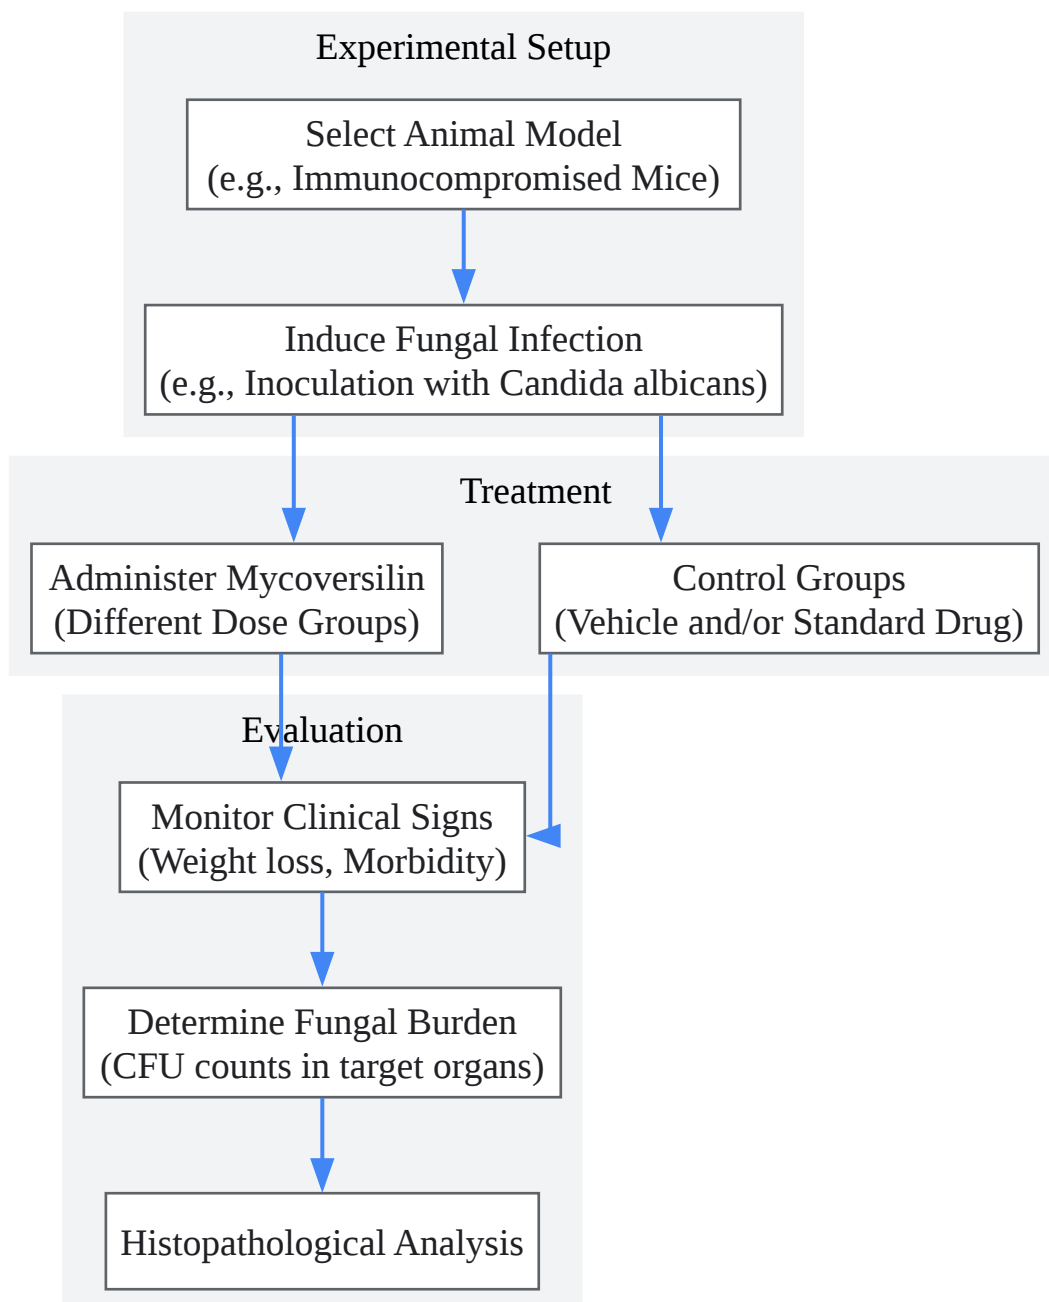 Experimental Setup
Select Animal Model
(e.g., Immunocompromised Mice)
Induce Fungal Infection
(e.g., Inoculation with Candida albicans)
Treatment
Administer Mycoversilin
(Different Dose Groups)
Control Groups
(Vehicle and/or Standard Drug)
Evaluation
Monitor Clinical Signs
(Weight loss, Morbidity)
Determine Fungal Burden
(CFU counts in target organs)
Histopathological Analysis